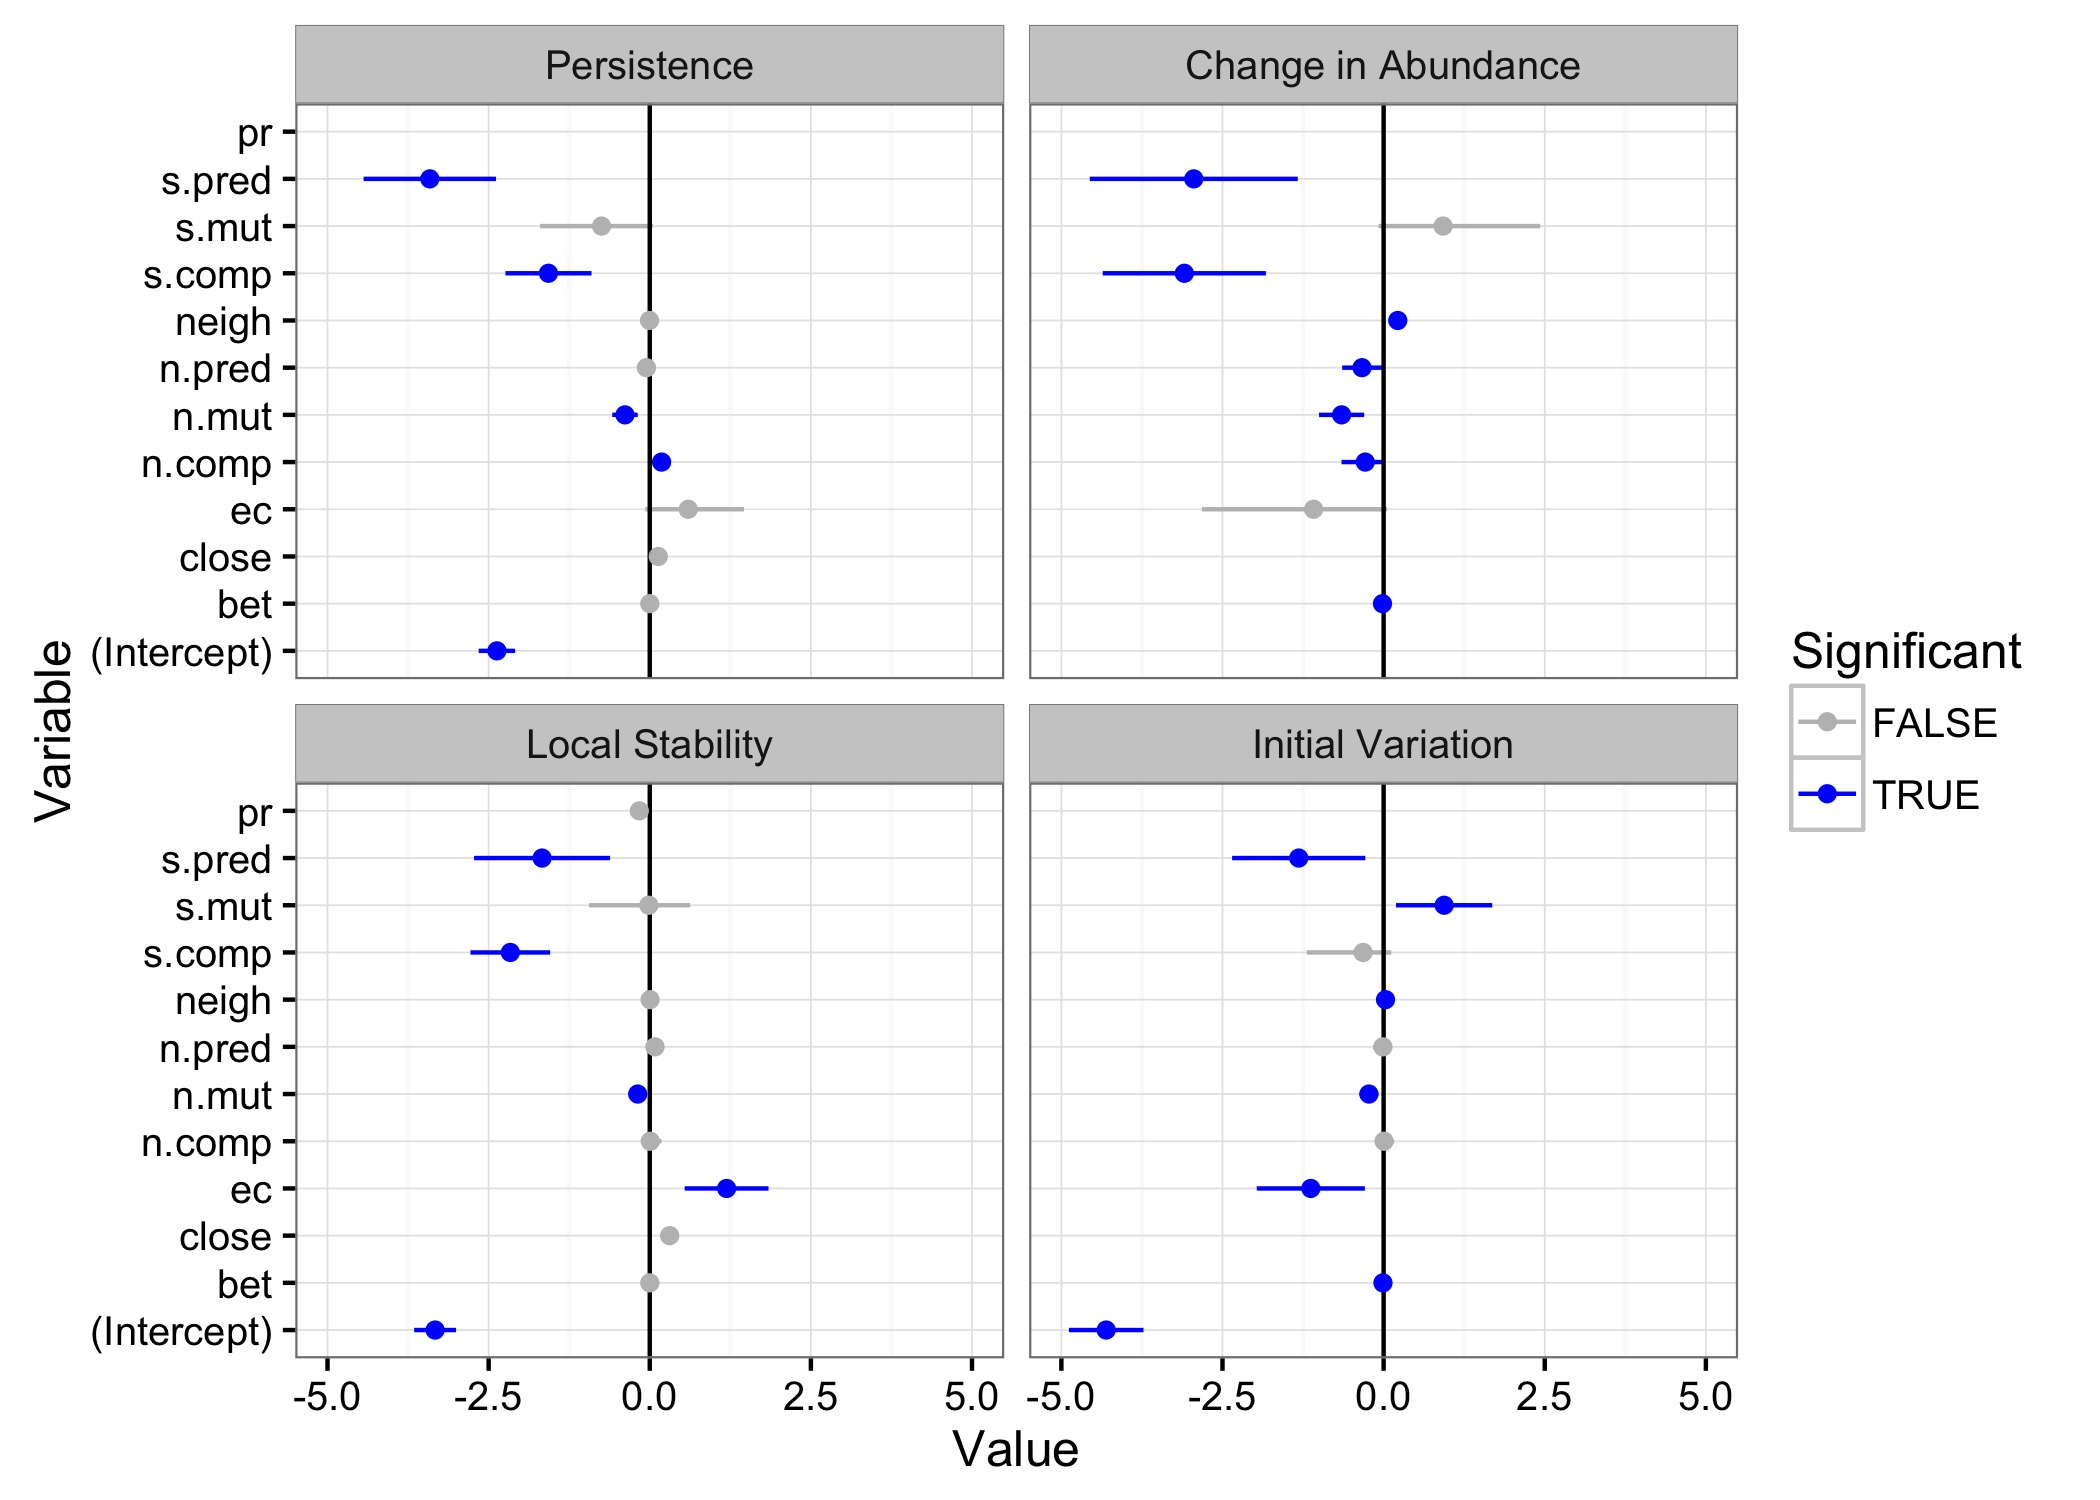 Persistence
Change in Abundance
pr
s.pred
s.mut
s.comp
neigh
n.pred
n.mut
n.comp
ec
close
bet
(Intercept)
Local Stability
Initial Variation
pr
s.pred
s.mut
s.comp
neigh
n.pred
n.mut
n.comp
ec
close
bet
(Intercept)
-5.0 -2.5 0.0 2.5 5.0 -5.0 -2.5 0.0 2.5 5.0
Value
Variable
Significant
FALSE
TRUE